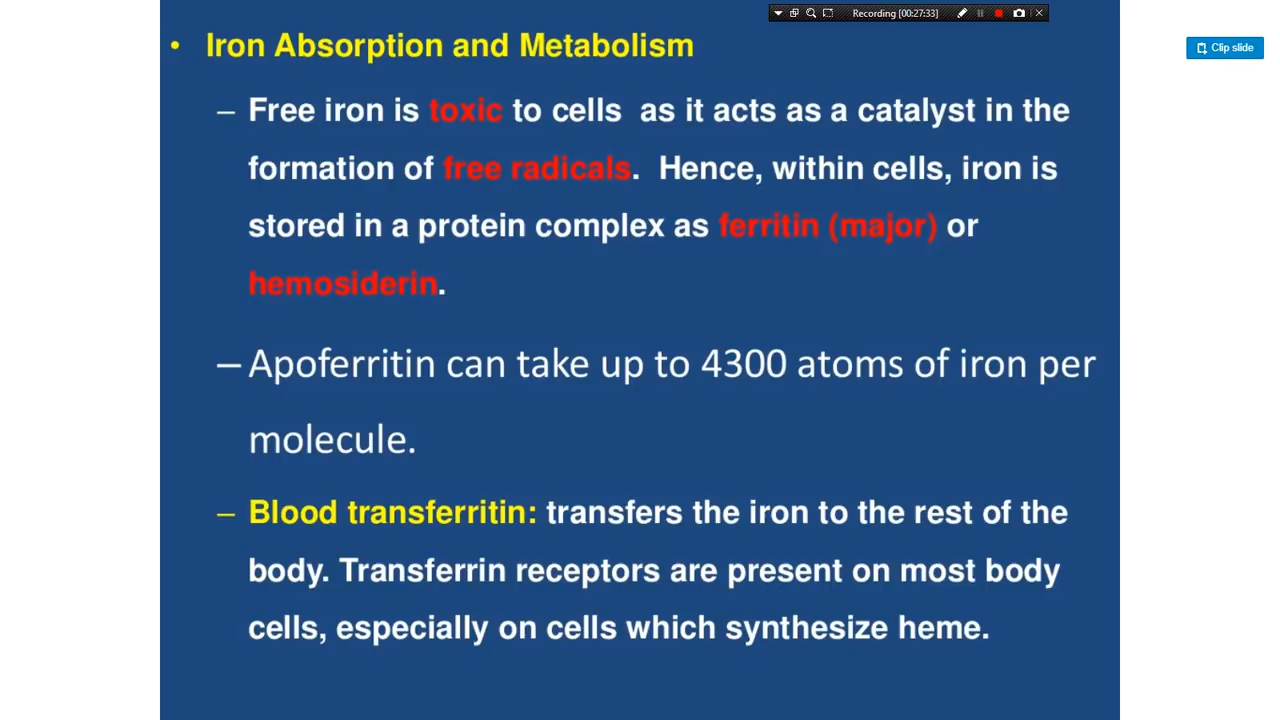 Recording [00:27:33]
Clip slide
• Iron Absorption and Metabolism
– Free iron is toxic to cells as it acts as a catalyst in the
formation of free radicals. Hence, within cells, iron is
stored in a protein complex as ferritin (major) or
hemosiderin.
– Apoferritin can take up to 4300 atoms of iron per
molecule.
– Blood transferritin: transfers the iron to the rest of the
body. Transferrin receptors are present on most body
cells, especially on cells which synthesize heme.